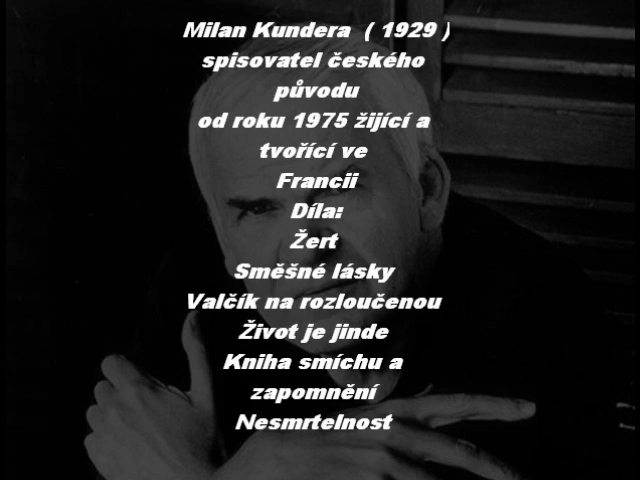 Milan Kundera ( 1929 )
spisovatel českého
původu
od roku 1975 žijící a
tvořící ve
Francii
Díla:
Žert
Směšné lásky
Valčík na rozloučenou
Život je jinde
Kniha smíchu a
zapomnění
Nesmrtelnost